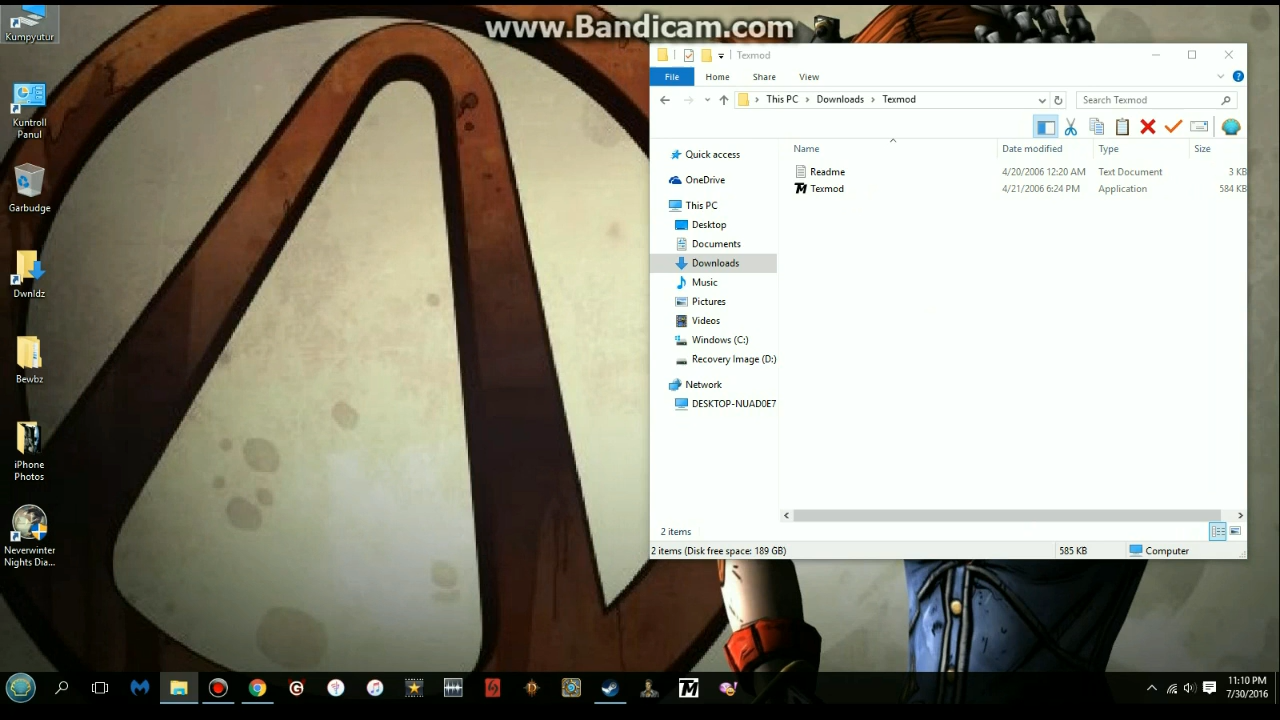 www.Bandicam.com
Kumpyutur
Kuntroll
Panul
Garbudge
Dwnldz
Bewbz
iPhone
Photos
Neverwinter
Nights Dia...
Texmod
File Home Share View
This PC Downloads Texmod
Search Texmod
Name Date modified Type Size
Readme 4/20/2006 12:20 AM Text Document 3 KB
Texmod 4/21/2006 6:24 PM Application 584 KB
Quick access
OneDrive
This PC
Desktop
Documents
Downloads
Music
Pictures
Videos
Windows (C:)
Recovery Image (D:)
Network
DESKTOP-NUAD0E7
2 items
2 items (Disk free space: 189 GB) 585 KB Computer
11:10 PM
7/30/2016